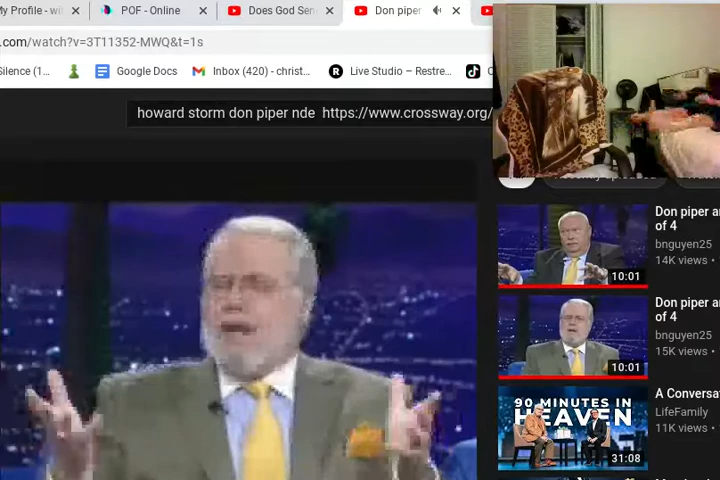 My Profile - wi
POF - Online
Does God Sen
Don piper
.com/watch?v=3T11352-MWQ&t=1s
Silence (1...
Google Docs
Inbox (420) - christ...
Live Studio – Restre...
howard storm don piper nde https://www.crossway.org/
Don piper
of 4
bnguyen25
14K views •
10:01
Don piper
of 4
bnguyen25
15K views •
10:01
90 MINUTES IN
HEAVEN
A Conversa
LifeFamily
11K views •
31:08